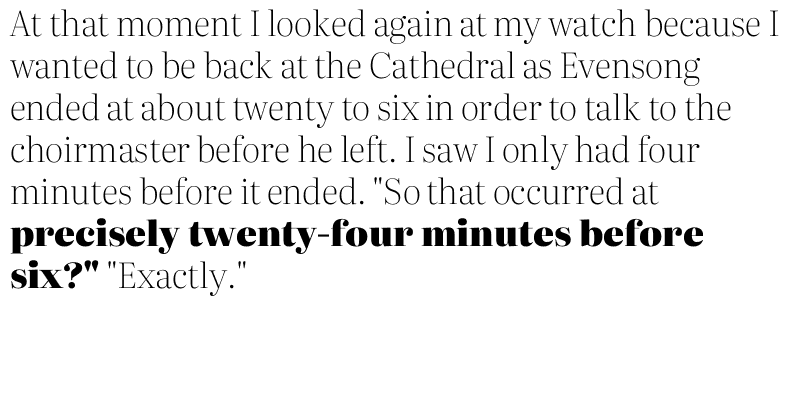 At that moment I looked again at my watch because I
wanted to be back at the Cathedral as Evensong
ended at about twenty to six in order to talk to the
choirmaster before he left. I saw I only had four
minutes before it ended. "So that occurred at
precisely twenty-four minutes before
six?" "Exactly."